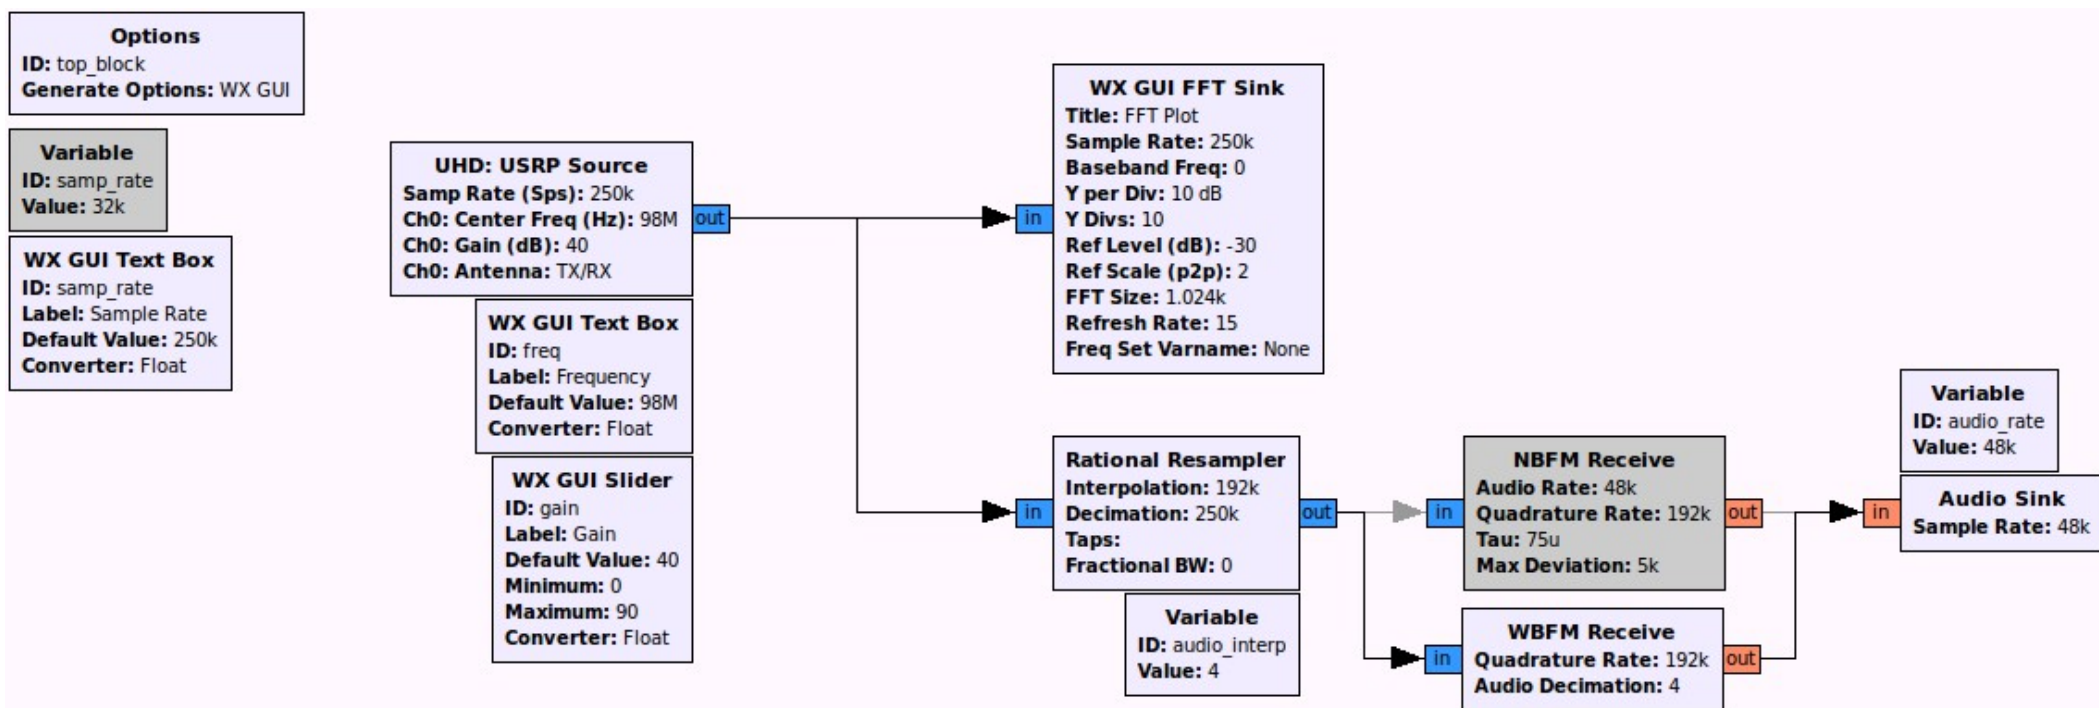 Options
ID: top_block
Generate Options: WX GUI
Variable
ID: samp_rate
Value: 32k
WX GUI Text Box
ID: samp_rate
Label: Sample Rate
Default Value: 250k
Converter: Float
UHD: USRP Source
Samp Rate (Sps): 250k
Ch0: Center Freq (Hz): 98M
Ch0: Gain (dB): 40
Ch0: Antenna: TX/RX
out
WX GUI Text Box
ID: freq
Label: Frequency
Default Value: 98M
Converter: Float
WX GUI Slider
ID: gain
Label: Gain
Default Value: 40
Minimum: 0
Maximum: 90
Converter: Float
in
WX GUI FFT Sink
Title: FFT Plot
Sample Rate: 250k
Baseband Freq: 0
Y per Div: 10 dB
Y Divs: 10
Ref Level (dB): -30
Ref Scale (p2p): 2
FFT Size: 1.024k
Refresh Rate: 15
Freq Set Varname: None
in
Rational Resampler
Interpolation: 192k
Decimation: 250k
Taps:
Fractional BW: 0
out
Variable
ID: audio_interp
Value: 4
in
NBFM Receive
Audio Rate: 48k
Quadrature Rate: 192k
Tau: 75u
Max Deviation: 5k
out
in
WBFM Receive
Quadrature Rate: 192k
Audio Decimation: 4
out
Variable
ID: audio_rate
Value: 48k
in
Audio Sink
Sample Rate: 48k